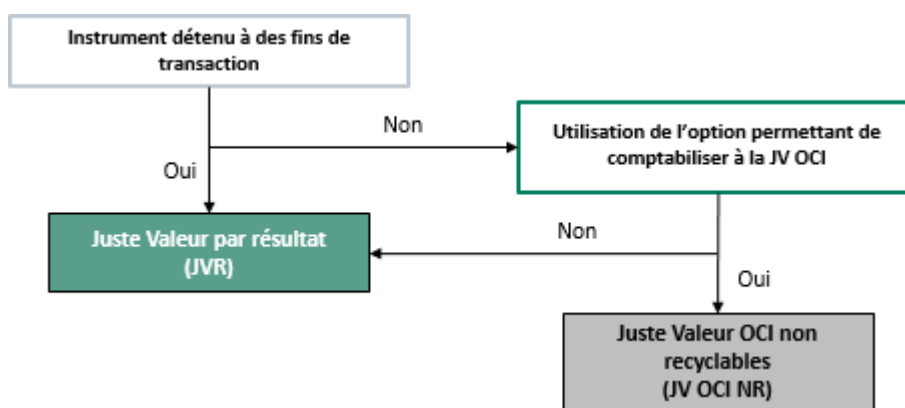 Instrument détenu à des fins de
transaction
Non
Utilisation de l'option permettant de
comptabiliser à la JV OCI
Oui
Juste Valeur par résultat
(JVR)
Non
Oui
Juste Valeur OCI non
recyclables
(JV OCI NR)